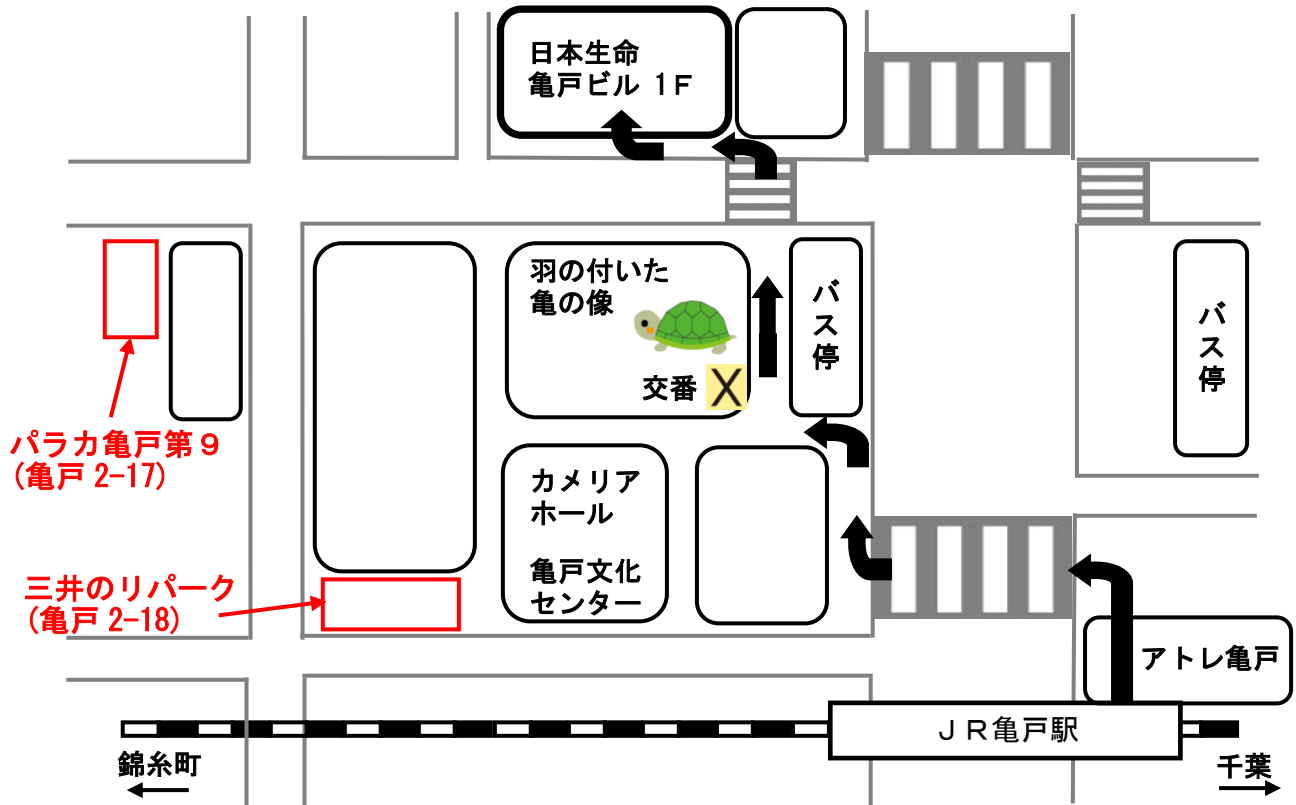 日本生命
亀戸ビル 1F
羽の付いた
亀の像
交番
X
バ
ス
停
バ
ス
停
パラカ亀戸第９
(亀戸 2-17)
カメリア
ホール
亀戸文化
センター
三井のリパーク
(亀戸 2-18)
アトレ亀戸
ＪＲ亀戸駅
錦糸町
千葉